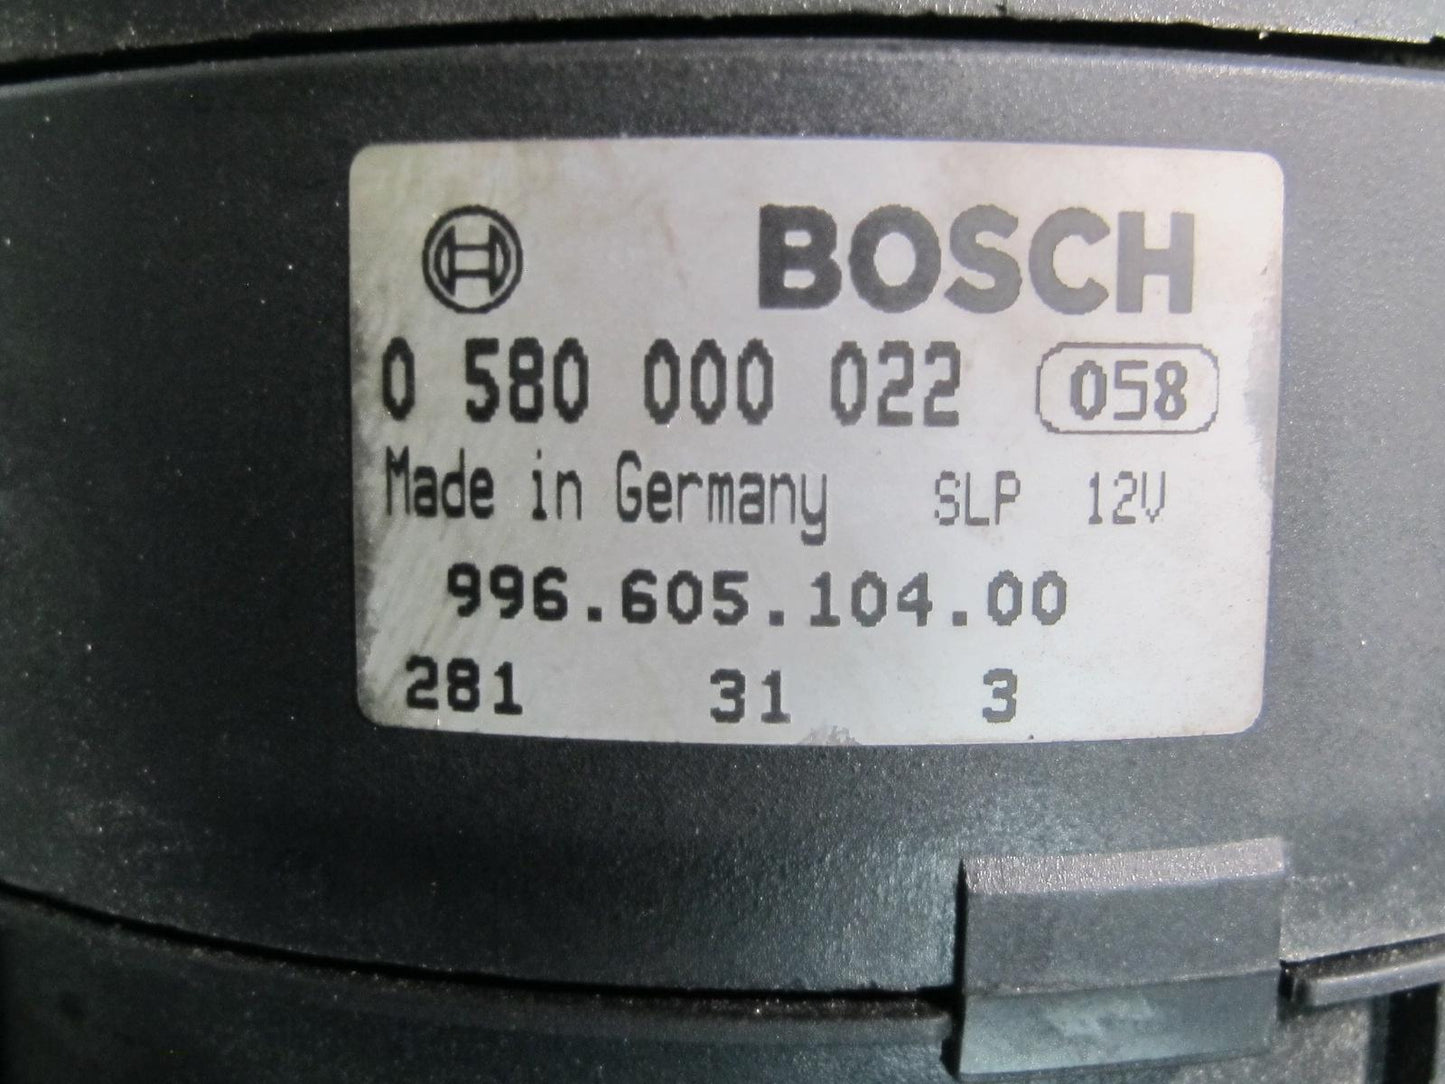 BOSCH
0 580 000 022 058
Made in Germany SLP 12V
996.605.104.00
281 31 3